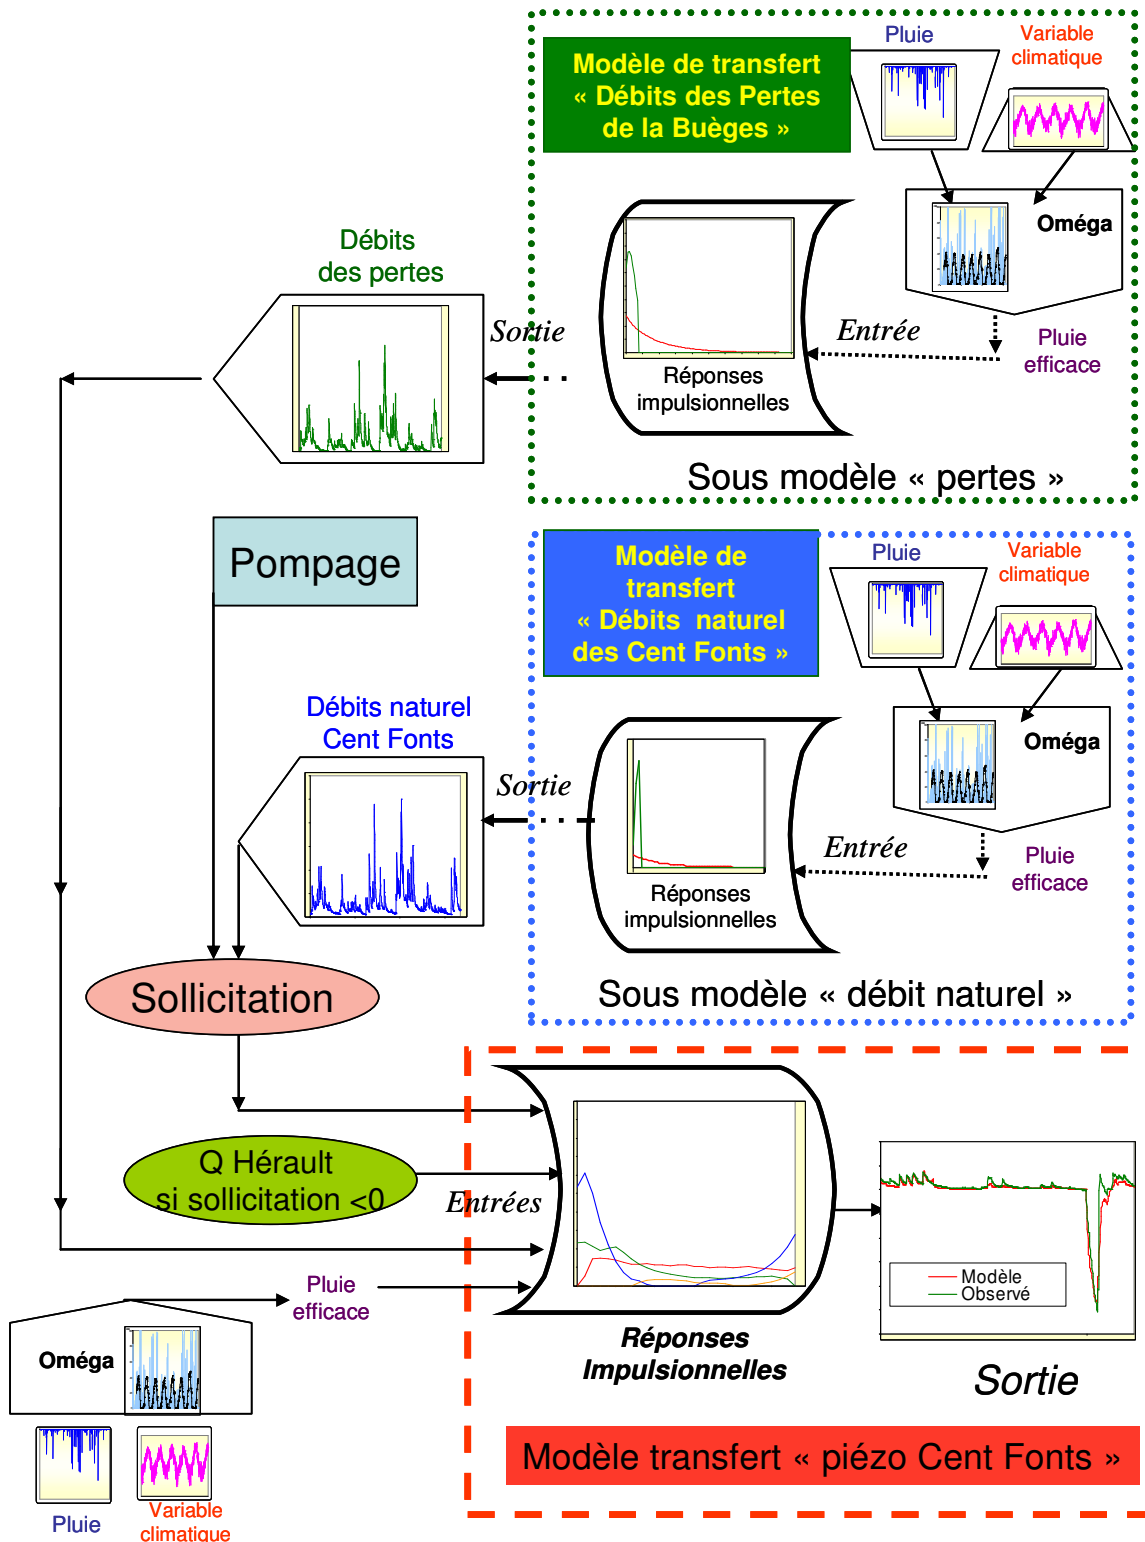 Pluie
Variable
climatique
Modèle de transfert
« Débits des Pertes
de la Buèges »
Oméga
Débits
des pertes
Sortie
Entrée
Pluie
efficace
Réponses
impulsionnelles
Sous modèle « pertes »
Pompage
Modèle de
transfert
« Débits naturel
des Cent Fonts »
Pluie
Variable
climatique
Oméga
Débits naturel
Cent Fonts
Sortie
Entrée
Pluie
efficace
Réponses
impulsionnelles
Sollicitation
Sous modèle « débit naturel »
Q Hérault
si sollicitation <0
Entrées
Modèle
Observé
Pluie
efficace
Oméga
Réponses
Impulsionnelles
Sortie
Modèle transfert « piézo Cent Fonts »
Pluie
Variable
climatique